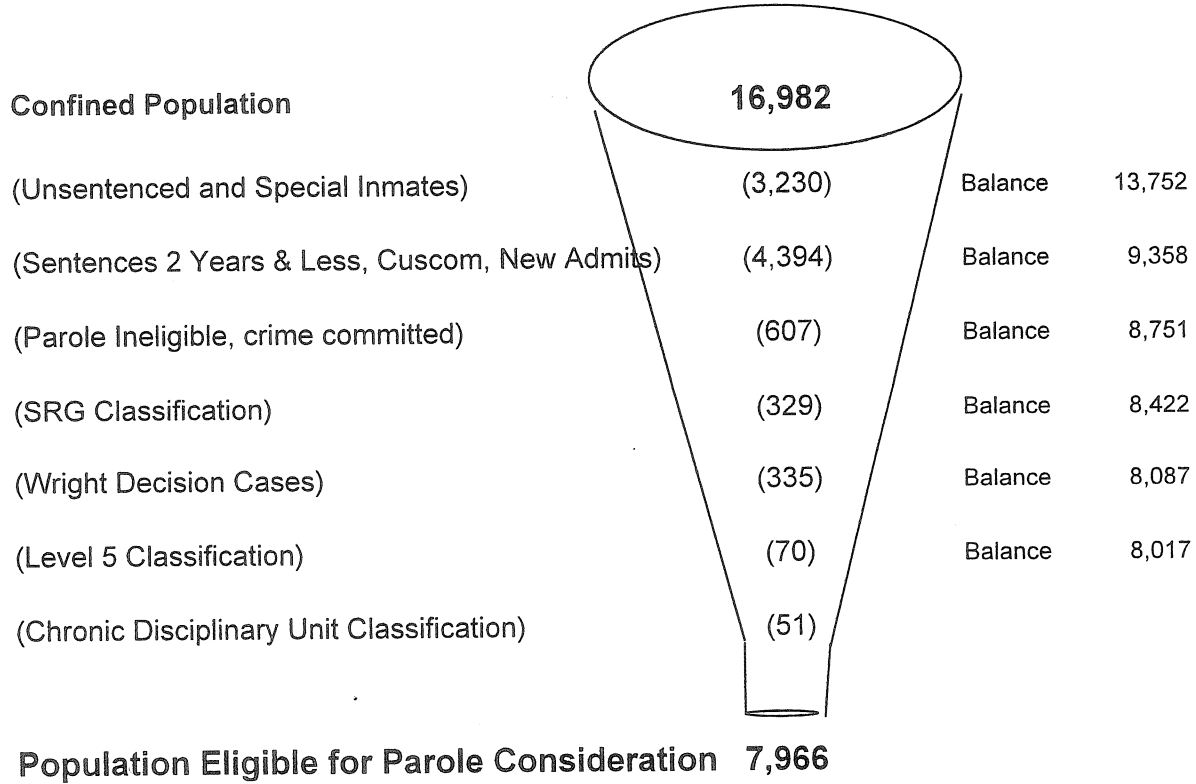 Confined Population 16,982
(Unsentenced and Special Inmates) (3,230) Balance 13,752
(Sentences 2 Years & Less, Cuscom, New Admits) (4,394) Balance 9,358
(Parole Ineligible, crime committed) (607) Balance 8,751
(SRG Classification) (329) Balance 8,422
(Wright Decision Cases) (335) Balance 8,087
(Level 5 Classification) (70) Balance 8,017
(Chronic Disciplinary Unit Classification) (51)
Population Eligible for Parole Consideration 7,966